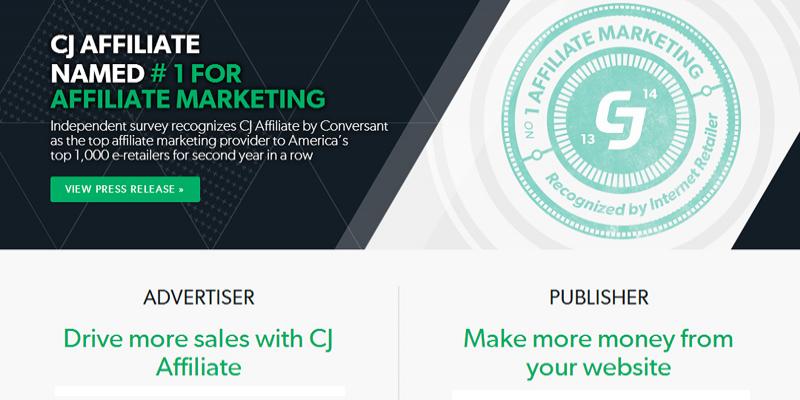 CJ AFFILIATE
NAMED # 1 FOR
AFFILIATE MARKETING
Independent survey recognizes CJ Affiliate by Conversant
as the top affiliate marketing provider to America's
top 1,000 e-retailers for second year in a row
VIEW PRESS RELEASE »
NO 1 AFFILIATE MARKETING
14
CJ
13
Recognized by Internet Retailer
ADVERTISER
Drive more sales with CJ
Affiliate
PUBLISHER
Make more money from
your website